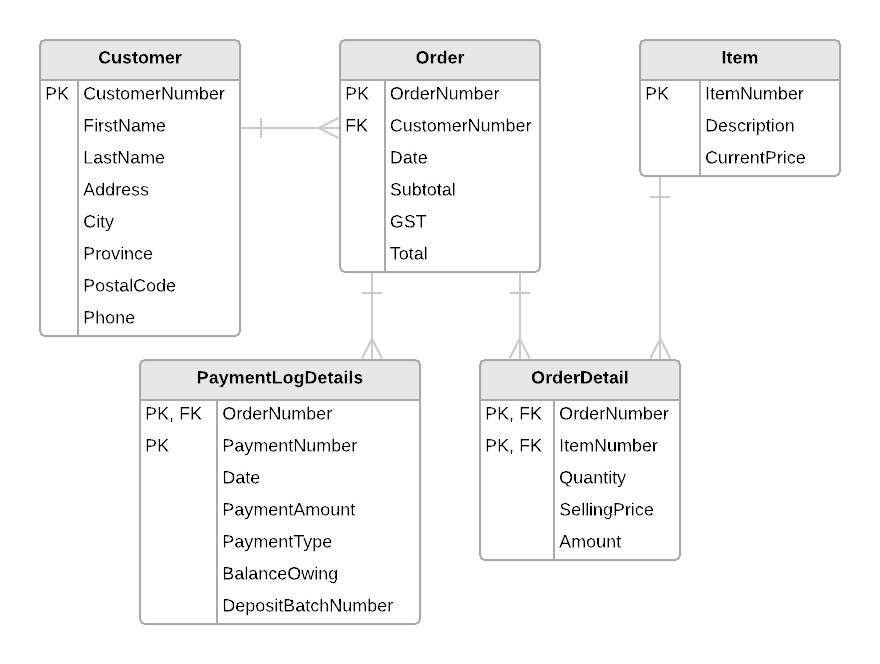 Customer
PK CustomerNumber
FirstName
LastName
Address
City
Province
PostalCode
Phone
Order
PK OrderNumber
FK CustomerNumber
Date
Subtotal
GST
Total
Item
PK ItemNumber
Description
CurrentPrice
PaymentLogDetails
PK, FK OrderNumber
PK PaymentNumber
Date
PaymentAmount
PaymentType
BalanceOwing
DepositBatchNumber
OrderDetail
PK, FK OrderNumber
PK, FK ItemNumber
Quantity
SellingPrice
Amount